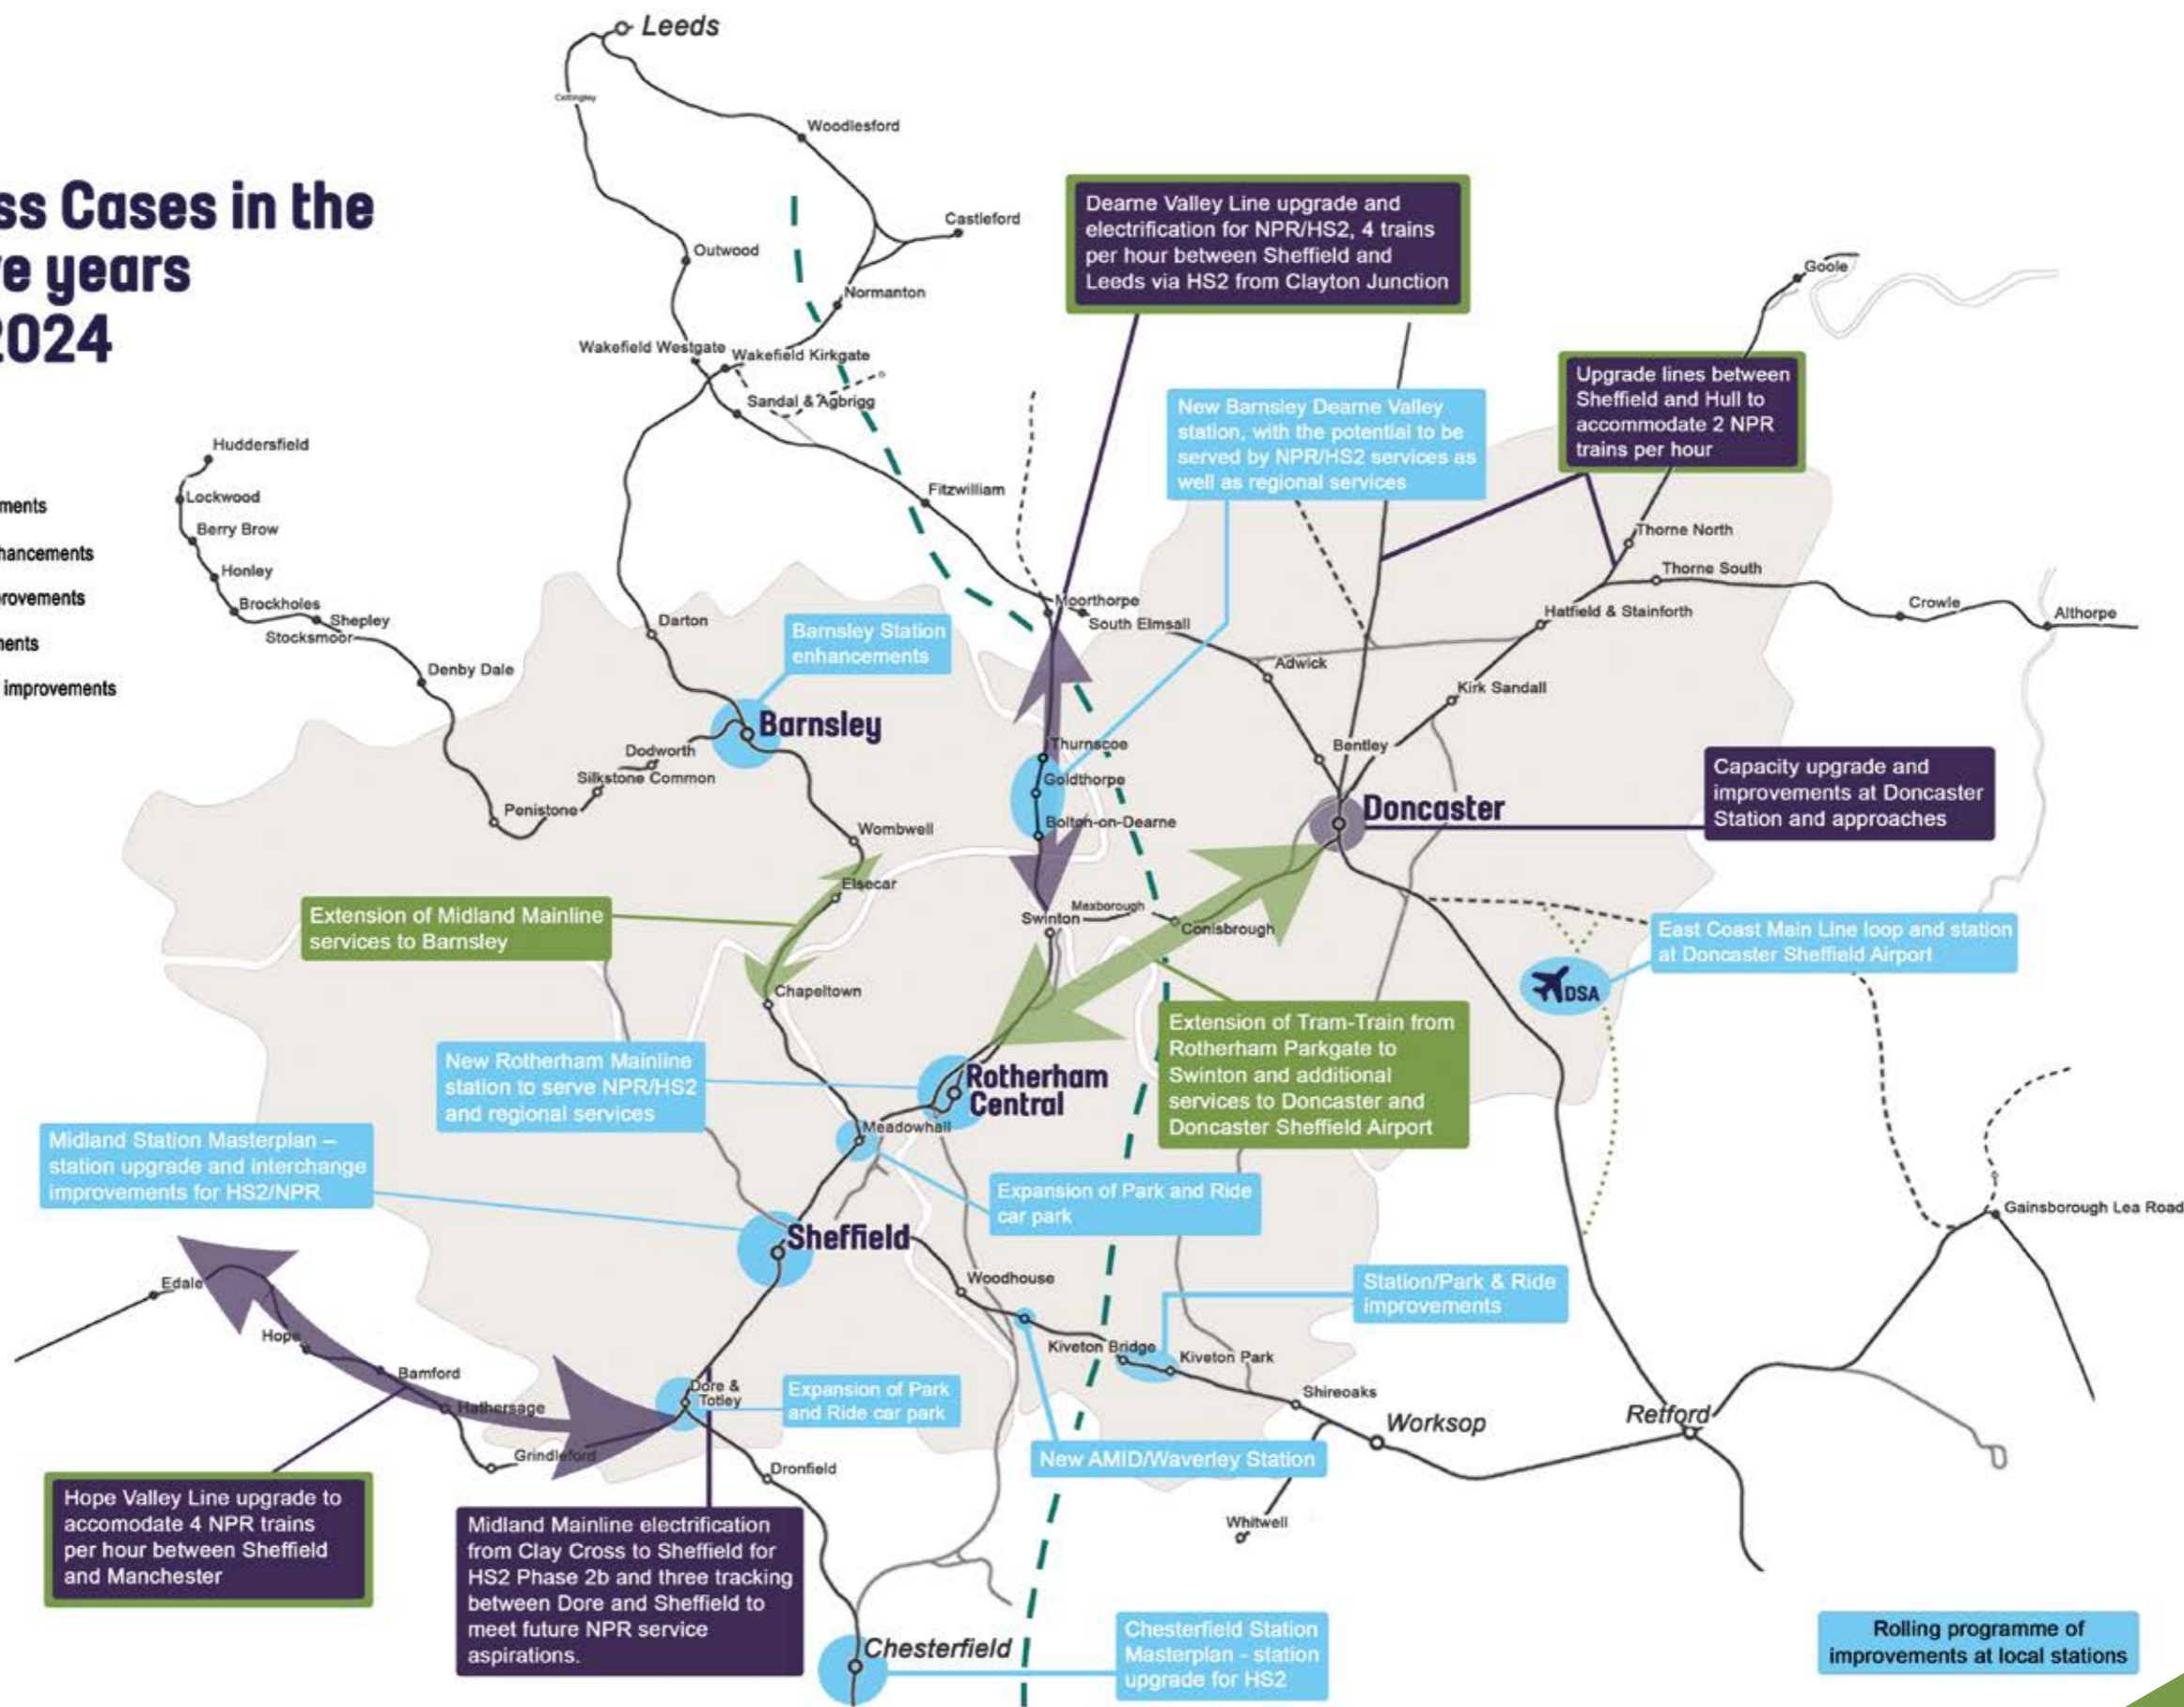 ss Cases in the
e years
2024
ments
hancements
rovements
ments
improvements
Leeds
Cottingley
Woodlesford
Castleford
Outwood
Normanton
Wakefield Westgate
Wakefield Kirkgate
Sandal & Agbrigg
Fitzwilliam
Huddersfield
Lockwood
Berry Brow
Honley
Brockholes
Shepley
Stocksmoor
Denby Dale
Penistone
Silkstone Common
Dodworth
Darton
Barnsley Station
enhancements
Barnsley
Wombwell
Elsecar
Chapeltown
Dearne Valley Line upgrade and
electrification for NPR/HS2, 4 trains
per hour between Sheffield and
Leeds via HS2 from Clayton Junction
New Barnsley Dearne Valley
station, with the potential to be
served by NPR/HS2 services as
well as regional services
Upgrade lines between
Sheffield and Hull to
accommodate 2 NPR
trains per hour
Goole
Thorne North
Thorne South
Crowle
Althorpe
Hatfield & Stainforth
Kirk Sandall
Moorthorpe
South Elmsall
Adwick
Bentley
Thurnscoe
Goldthorpe
Bolton-on-Dearne
Doncaster
Capacity upgrade and
improvements at Doncaster
Station and approaches
Swinton
Mexborough
Conisbrough
Extension of Midland Mainline
services to Barnsley
East Coast Main Line loop and station
at Doncaster Sheffield Airport
DSA
Extension of Tram-Train from
Rotherham Parkgate to
Swinton and additional
services to Doncaster and
Doncaster Sheffield Airport
New Rotherham Mainline
station to serve NPR/HS2
and regional services
Rotherham
Central
Meadowhall
Midland Station Masterplan –
station upgrade and interchange
improvements for HS2/NPR
Expansion of Park and Ride
car park
Sheffield
Woodhouse
Station/Park & Ride
improvements
Kiveton Bridge
Kiveton Park
Shireoaks
Worksop
Retford
Gainsborough Lea Road
Edale
Hope
Bamford
Hathersage
Grindleford
Dore &
Totley
Expansion of Park
and Ride car park
New AMID/Waverley Station
Whitwell
Dronfield
Hope Valley Line upgrade to
accomodate 4 NPR trains
per hour between Sheffield
and Manchester
Midland Mainline electrification
from Clay Cross to Sheffield for
HS2 Phase 2b and three tracking
between Dore and Sheffield to
meet future NPR service
aspirations.
Chesterfield
Chesterfield Station
Masterplan - station
upgrade for HS2
Rolling programme of
improvements at local stations